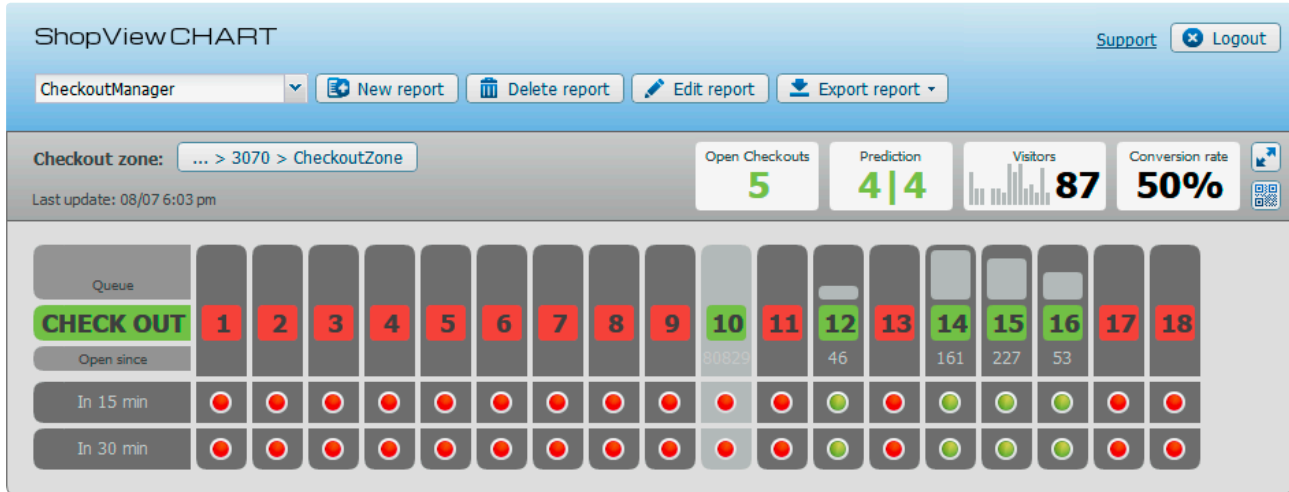 ShopView CHART
Support Logout
CheckoutManager New report Delete report Edit report Export report
Checkout zone: ... > 3070 > CheckoutZone
Last update: 08/07 6:03 pm
Open Checkouts
5
Prediction
4|4
Visitors
87
Conversion rate
50%
Queue
CHECK OUT 1 2 3 4 5 6 7 8 9 10 11 12 13 14 15 16 17 18
Open since 80829 46 161 227 53
In 15 min
In 30 min